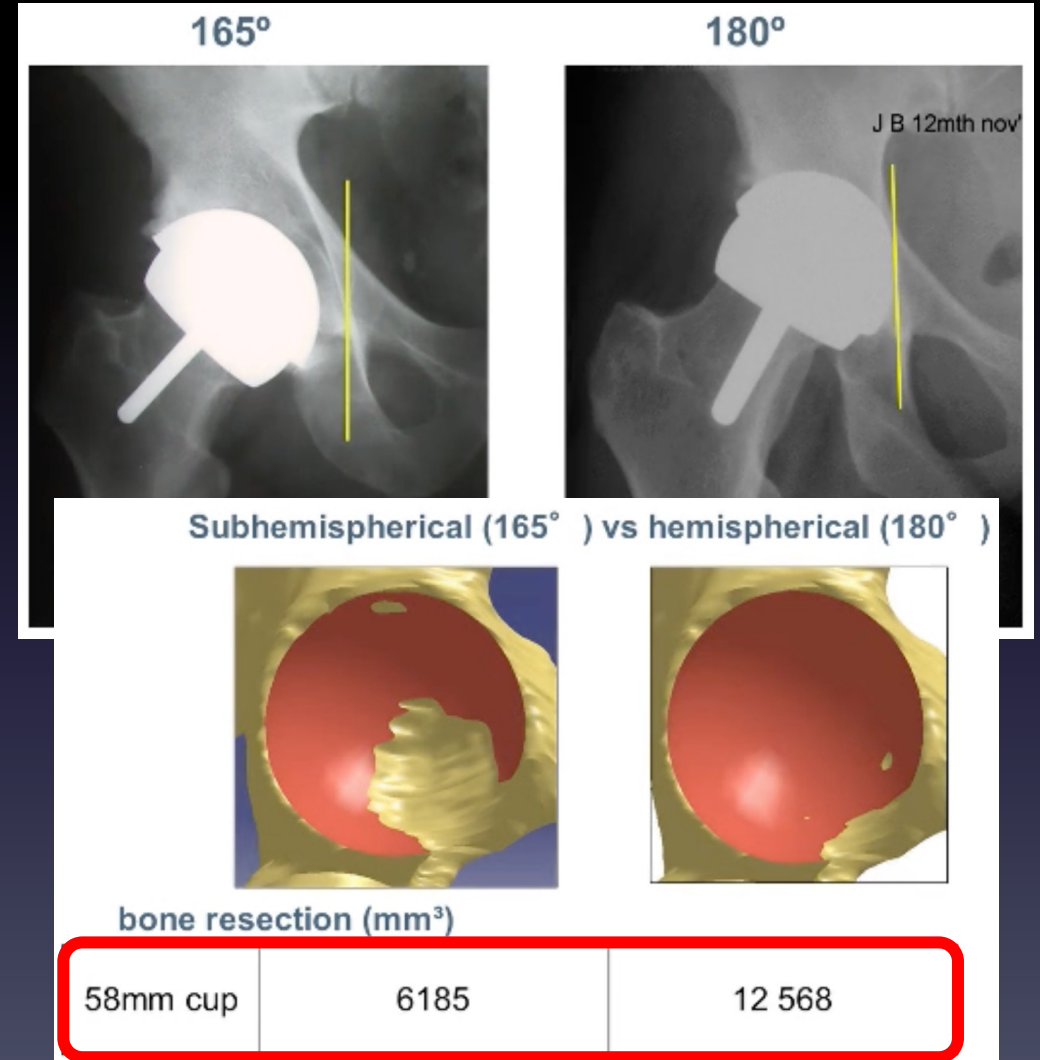 165º 180º
J B 12mth nov'
Subhemispherical (165° ) vs hemispherical (180° )
bone resection (mm³)
58mm cup 6185 12 568